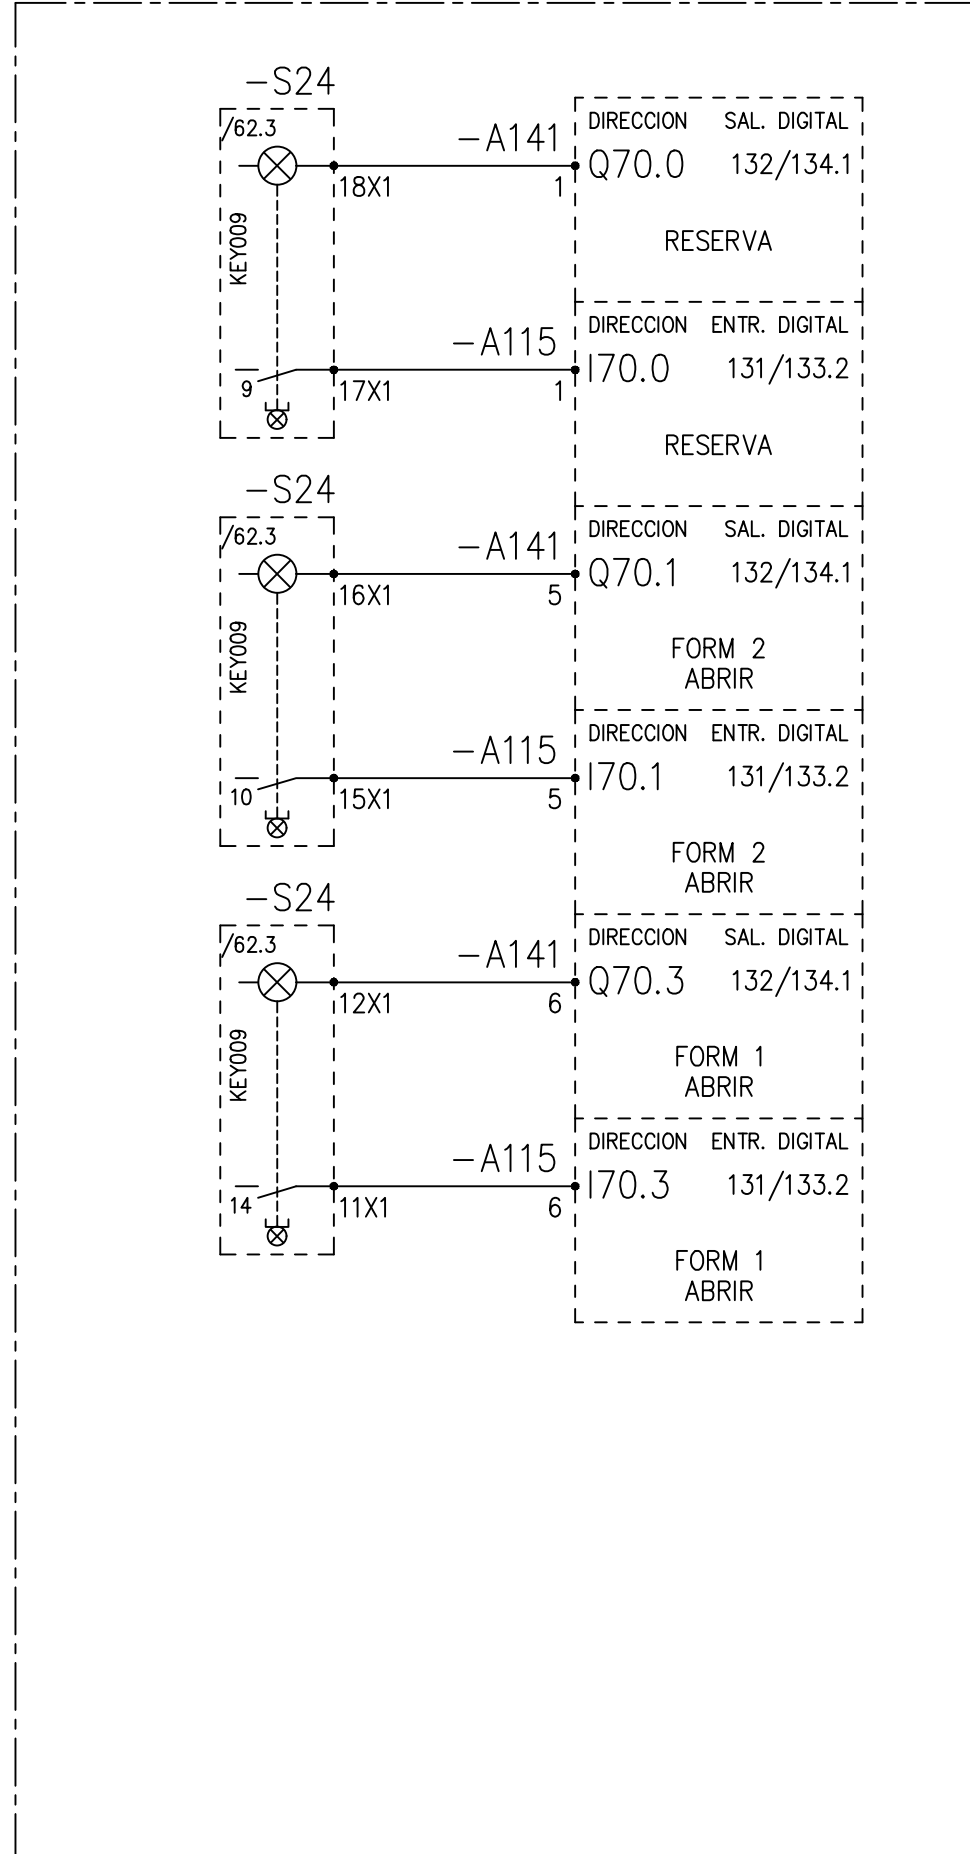 -S24
/62.3
KEY009
18X1
-A141
1
DIRECCION SAL. DIGITAL
Q70.0 132/134.1
RESERVA
9
17X1
-A115
1
DIRECCION ENTR. DIGITAL
I70.0 131/133.2
RESERVA
-S24
/62.3
KEY009
16X1
-A141
5
DIRECCION SAL. DIGITAL
Q70.1 132/134.1
FORM 2
ABRIR
10
15X1
-A115
5
DIRECCION ENTR. DIGITAL
I70.1 131/133.2
FORM 2
ABRIR
-S24
/62.3
KEY009
12X1
-A141
6
DIRECCION SAL. DIGITAL
Q70.3 132/134.1
FORM 1
ABRIR
14
11X1
-A115
6
DIRECCION ENTR. DIGITAL
I70.3 131/133.2
FORM 1
ABRIR